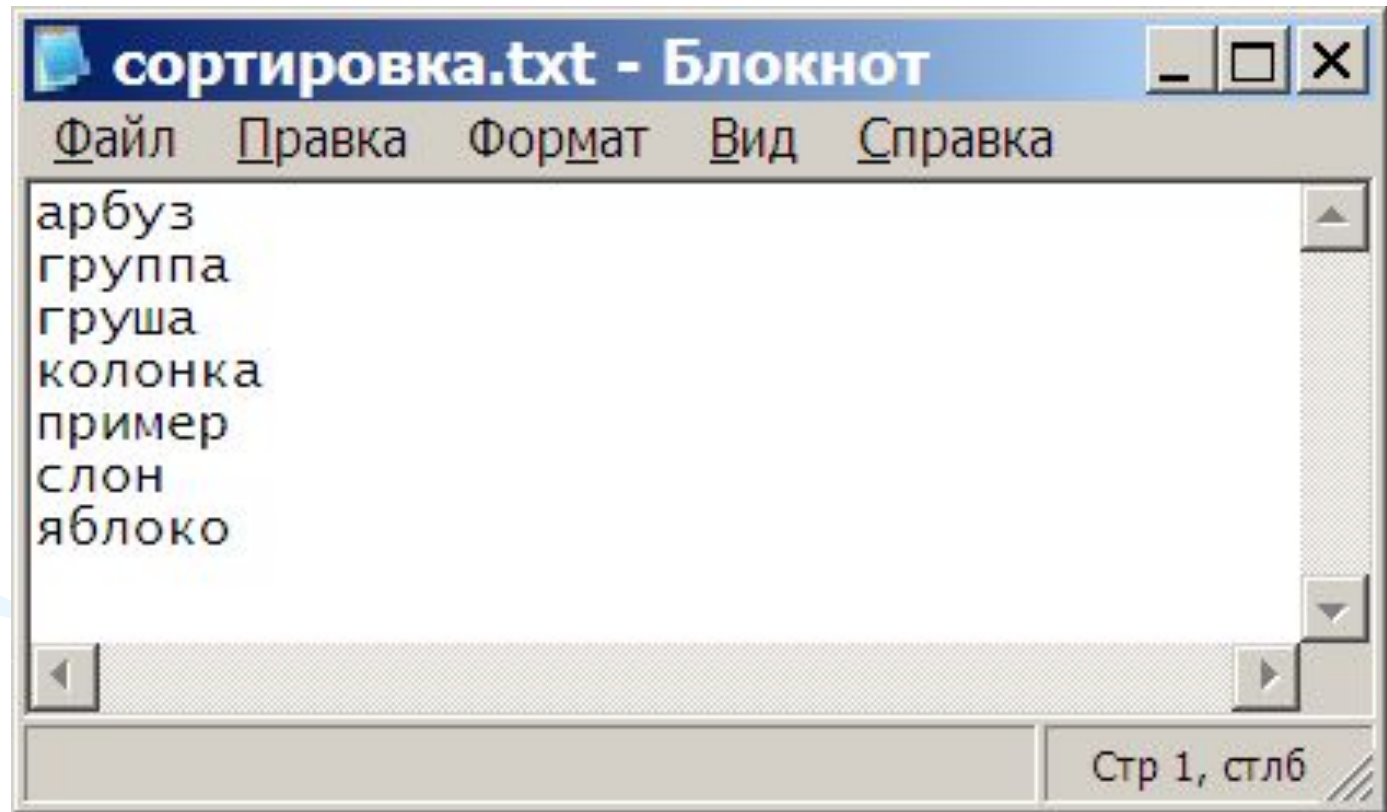 сортировка.txt - Блокнот
Файл Правка Формат Вид Справка
арбуз
группа
груша
колонка
пример
слон
яблоко
Стр 1, стлб